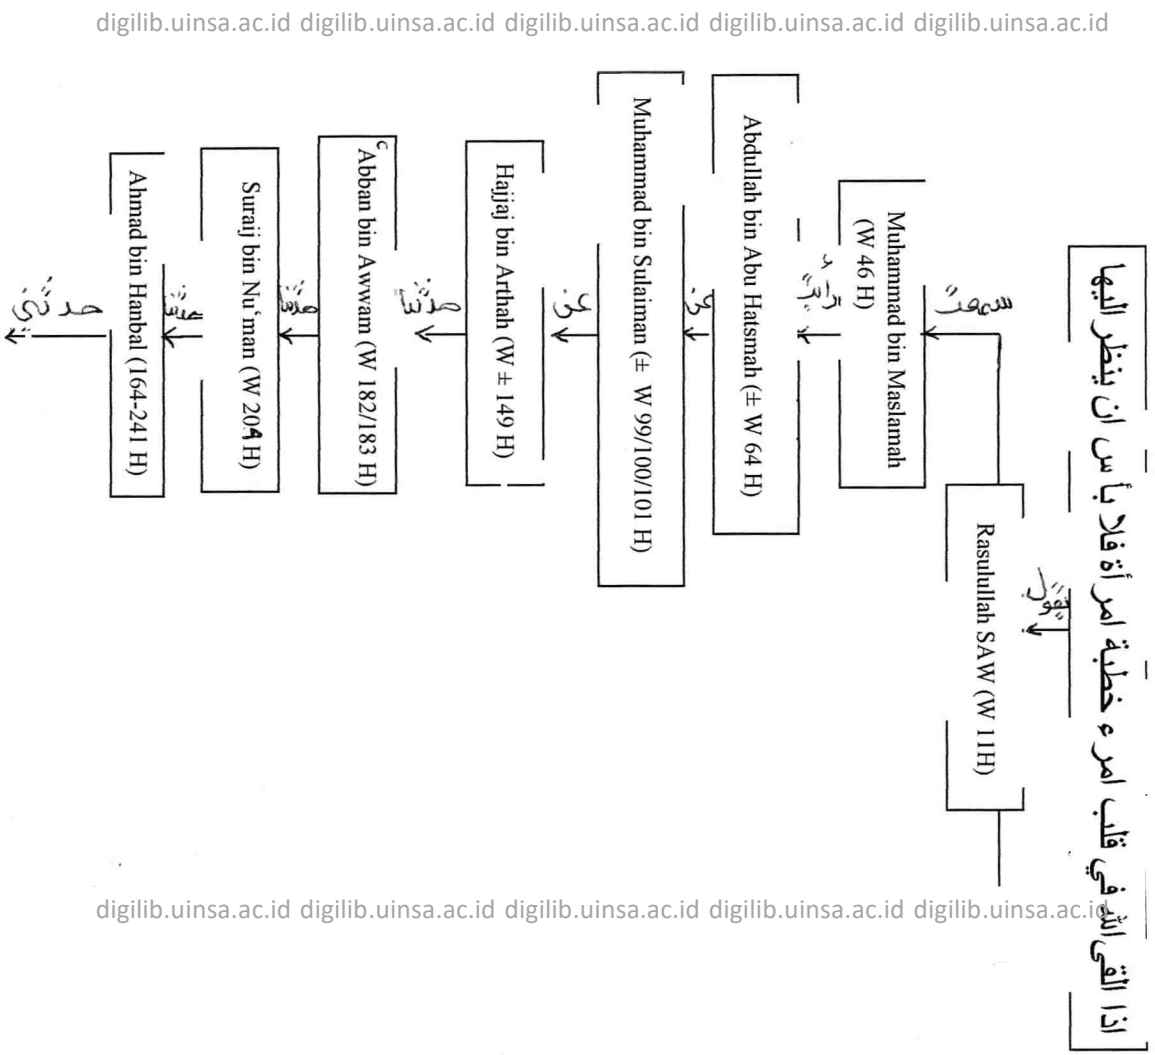 digilib.uinsa.ac.id digilib.uinsa.ac.id digilib.uinsa.ac.id digilib.uinsa.ac.id digilib.uinsa.ac.id
اذا القى الله في قلب امرء خطبة امرأة فلا بأس ان ينظر اليها
يقول
Rasulullah SAW (W 11H)
سمعت
Muhammad bin Maslamah
(W 46 H)
رأيت
Abdullah bin Abu Hatsmah (± W 64 H)
عن
Muhammad bin Sulaiman (± W 99/100/101 H)
عن
Hajjaj bin Arthah (W ± 149 H)
حدثنا
Abban bin Awwam (W 182/183 H)
حدثنا
Suraij bin Nu'man (W 204 H)
حدثنا
Ahmad bin Hanbal (164-241 H)
حدثني
digilib.uinsa.ac.id digilib.uinsa.ac.id digilib.uinsa.ac.id digilib.uinsa.ac.id digilib.uinsa.ac.id